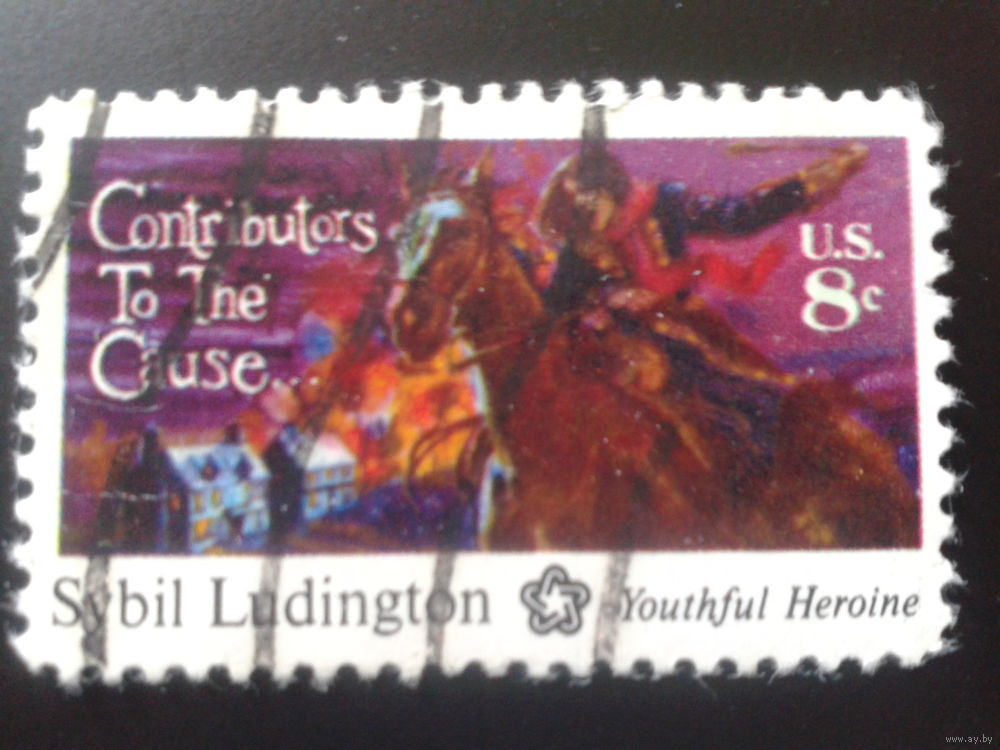 Contributors
To The
Cause...
U.S.
8c
Sybil Ludington
Youthful Heroine
www.ay.by